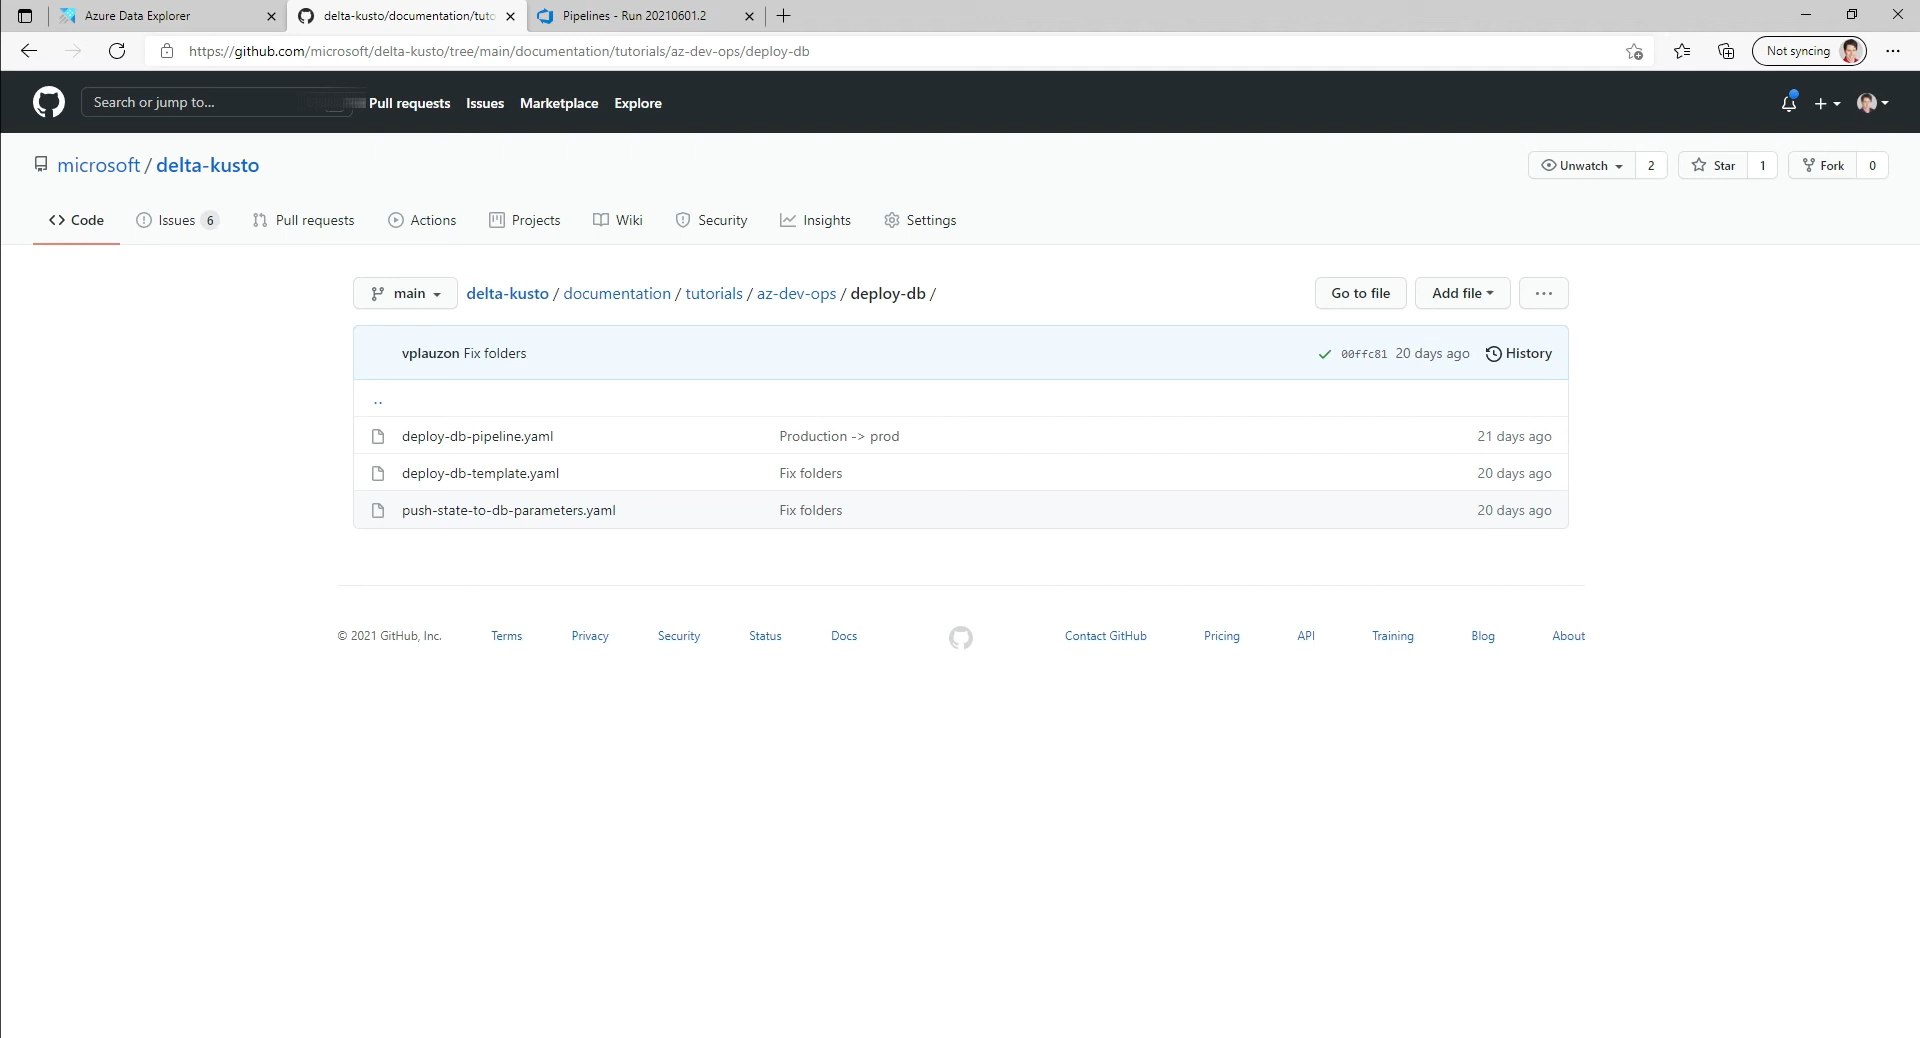 Azure Data Explorer
delta-kusto/documentation/tuto
Pipelines - Run 20210601.2
https://github.com/microsoft/delta-kusto/tree/main/documentation/tutorials/az-dev-ops/deploy-db
Not syncing
Search or jump to...
Pull requests
Issues
Marketplace
Explore
microsoft / delta-kusto
Unwatch 2
Star 1
Fork 0
Code
Issues 6
Pull requests
Actions
Projects
Wiki
Security
Insights
Settings
main
delta-kusto / documentation / tutorials / az-dev-ops / deploy-db /
Go to file
Add file
...
vplauzon Fix folders
00ffc81 20 days ago
History
..
deploy-db-pipeline.yaml Production -> prod 21 days ago
deploy-db-template.yaml Fix folders 20 days ago
push-state-to-db-parameters.yaml Fix folders 20 days ago
© 2021 GitHub, Inc.
Terms
Privacy
Security
Status
Docs
Contact GitHub
Pricing
API
Training
Blog
About